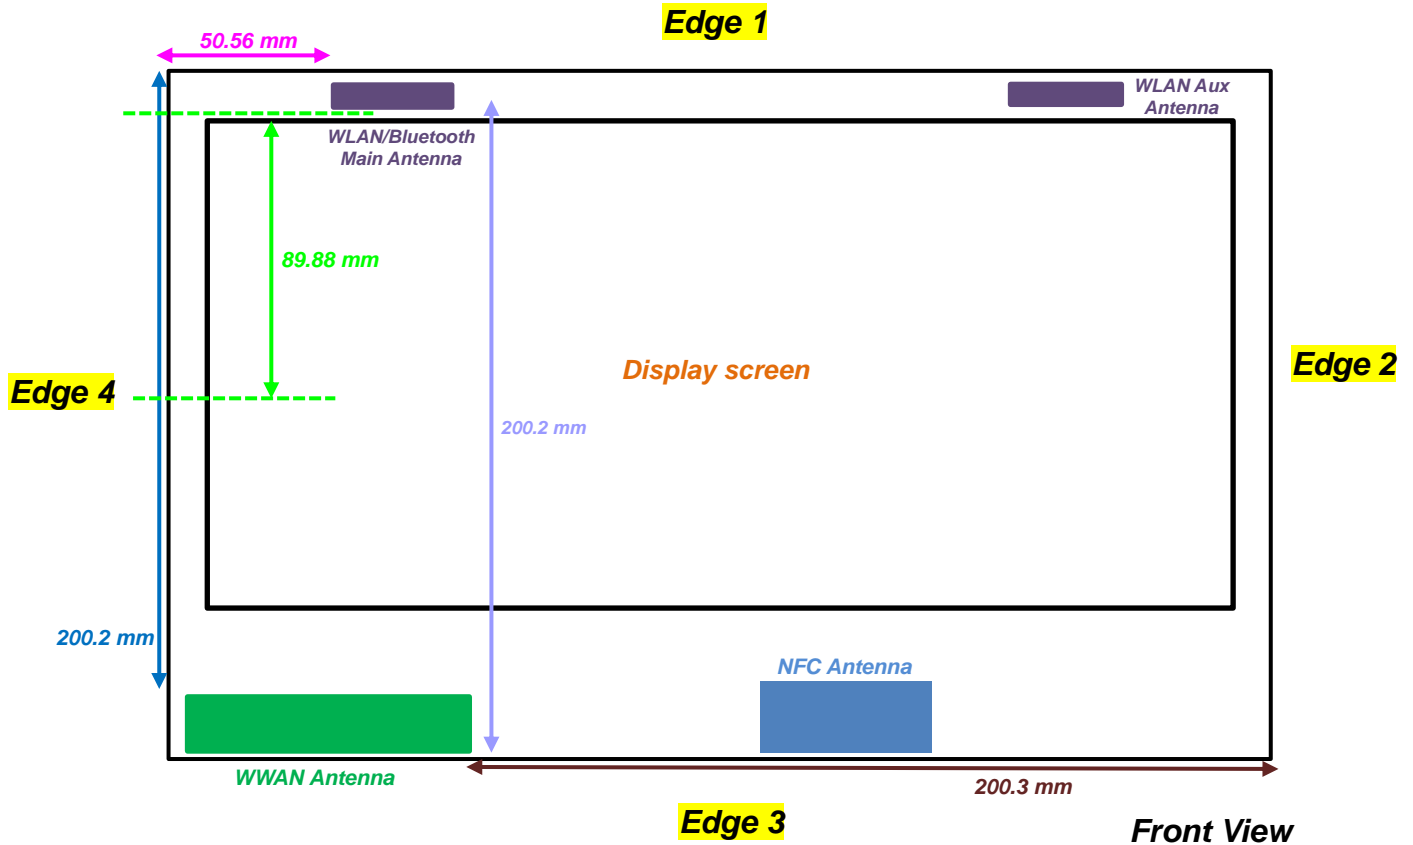 Edge 1
50.56 mm
WLAN Aux
Antenna
WLAN/Bluetooth
Main Antenna
89.88 mm
Display screen
Edge 2
Edge 4
200.2 mm
200.2 mm
NFC Antenna
WWAN Antenna
200.3 mm
Edge 3
Front View